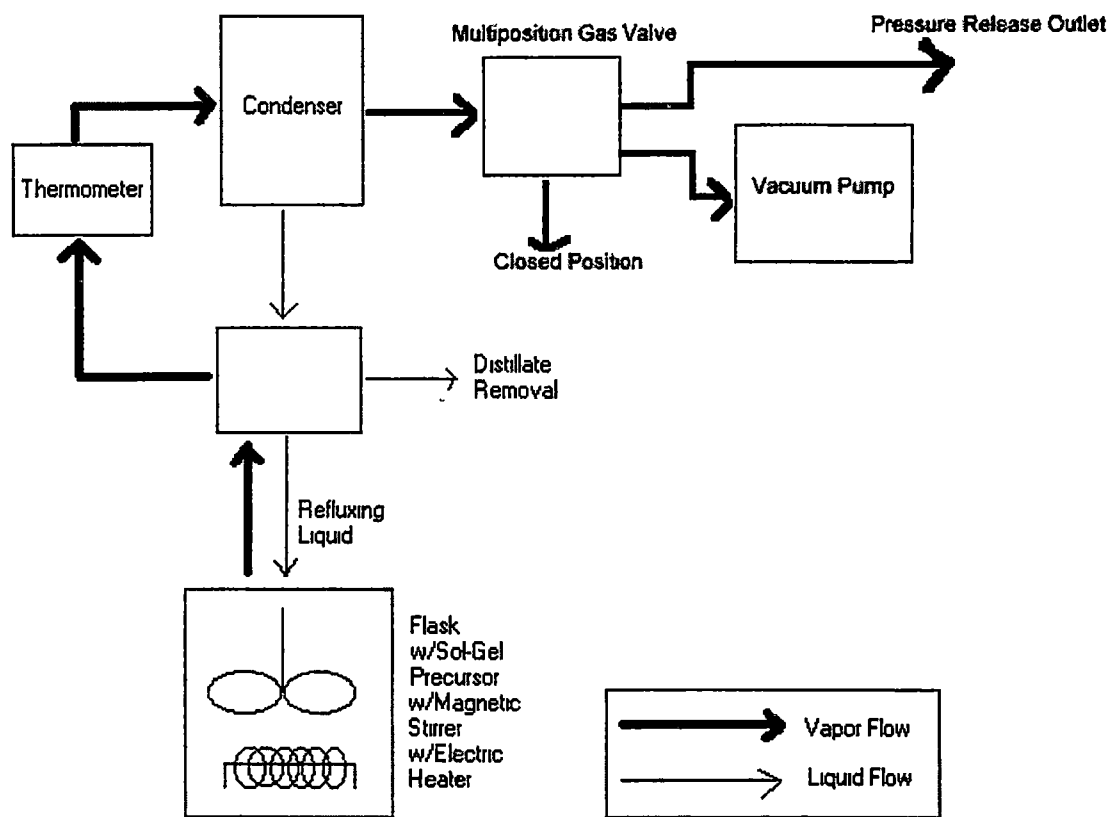 Pressure Release Outlet
Multiposition Gas Valve
Condenser
Thermometer
Vacuum Pump
Closed Position
Distillate
Removal
Refluxing
Liquid
Flask
w/Sol-Gel
Precursor
w/Magnetic
Stirrer
w/Electric
Heater
Vapor Flow
Liquid Flow